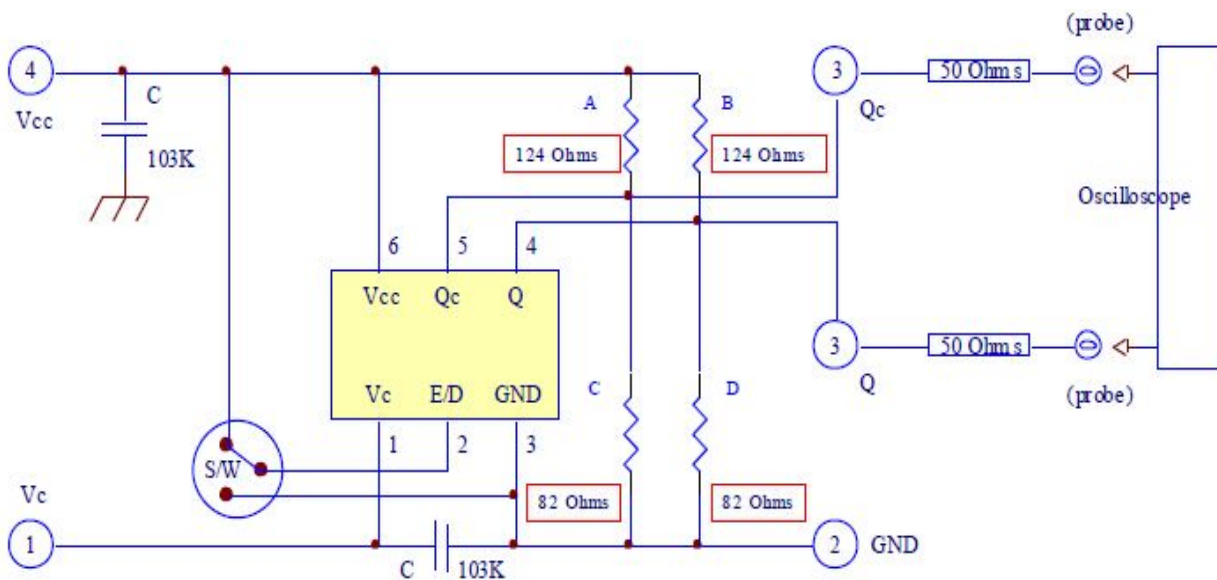 (probe)
4
3
50 Ohms
C
A
B
Vcc
Qc
103K
124 Ohms
124 Ohms
Oscilloscope
6
5
4
Vcc
Qc
Q
3
50 Ohms
Q
Vc
E/D
GND
C
D
(probe)
1
2
3
S/W
Vc
82 Ohms
82 Ohms
1
2
GND
C
103K